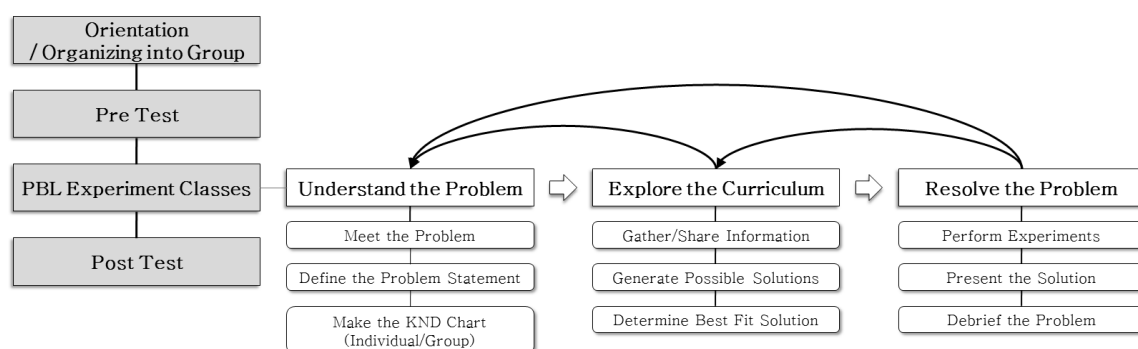 Orientation
/ Organizing into Group
Pre Test
PBL Experiment Classes
Post Test
Understand the Problem
Meet the Problem
Define the Problem Statement
Make the KND Chart
(Individual/Group)
Explore the Curriculum
Gather/Share Information
Generate Possible Solutions
Determine Best Fit Solution
Resolve the Problem
Perform Experiments
Present the Solution
Debrief the Problem